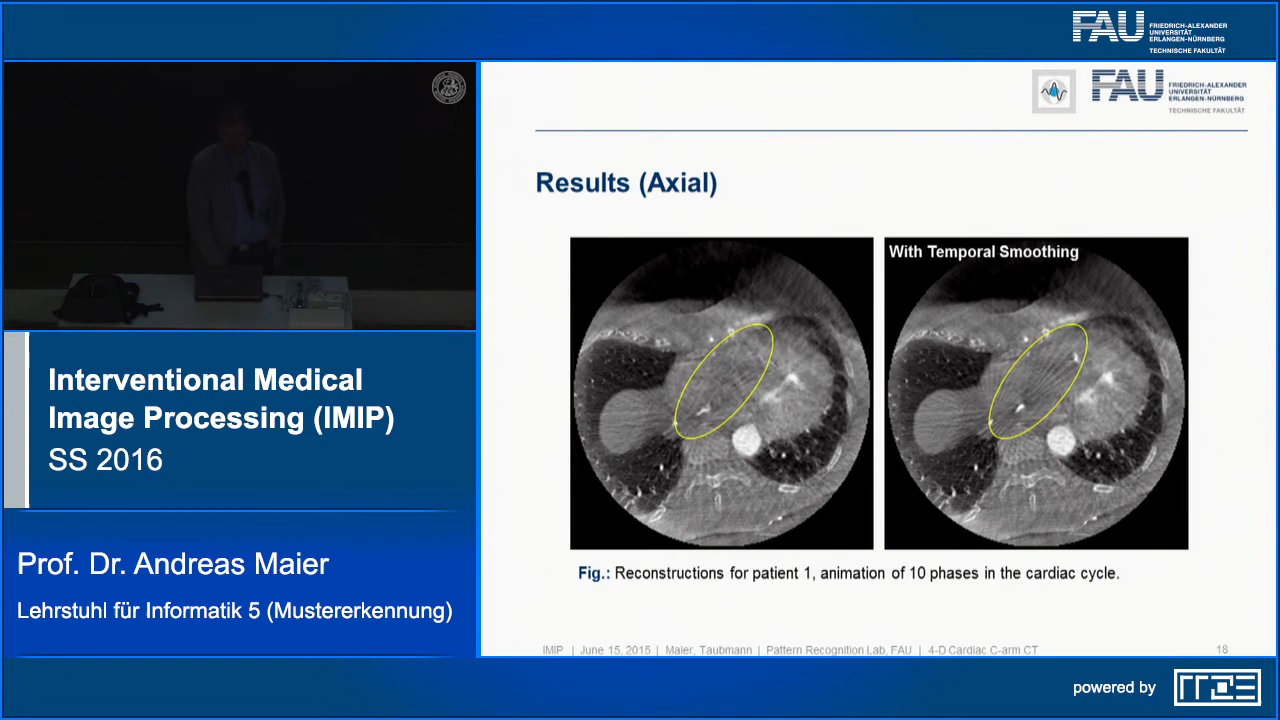 FAU
FRIEDRICH-ALEXANDER
UNIVERSITÄT
ERLANGEN-NÜRNBERG
TECHNISCHE FAKULTÄT
FAU
FRIEDRICH-ALEXANDER
UNIVERSITÄT
ERLANGEN-NÜRNBERG
TECHNISCHE FAKULTÄT
Results (Axial)
With Temporal Smoothing
Fig.: Reconstructions for patient 1, animation of 10 phases in the cardiac cycle.
IMIP | June 15, 2015 | Maier, Taubmann | Pattern Recognition Lab, FAU | 4-D Cardiac C-arm CT
18
Interventional Medical
Image Processing (IMIP)
SS 2016
Prof. Dr. Andreas Maier
Lehrstuhl für Informatik 5 (Mustererkennung)
powered by